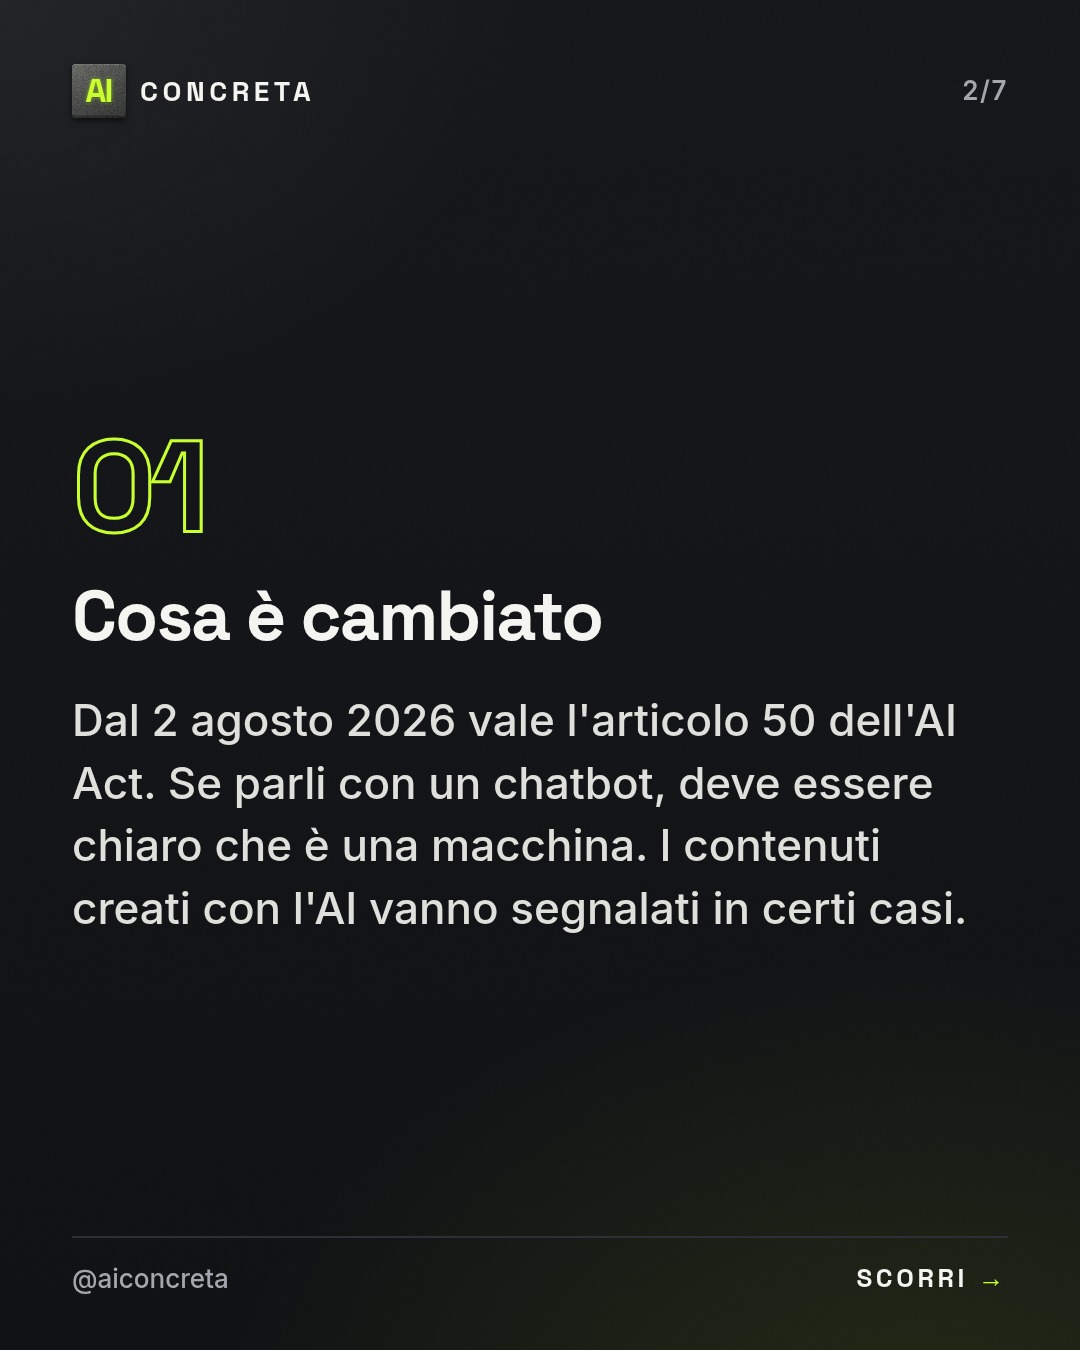 AI CONCRETA
2/7
01
Cosa è cambiato
Dal 2 agosto 2026 vale l'articolo 50 dell'AI
Act. Se parli con un chatbot, deve essere
chiaro che è una macchina. I contenuti
creati con l'AI vanno segnalati in certi casi.
@aiconcreta
SCORRI →